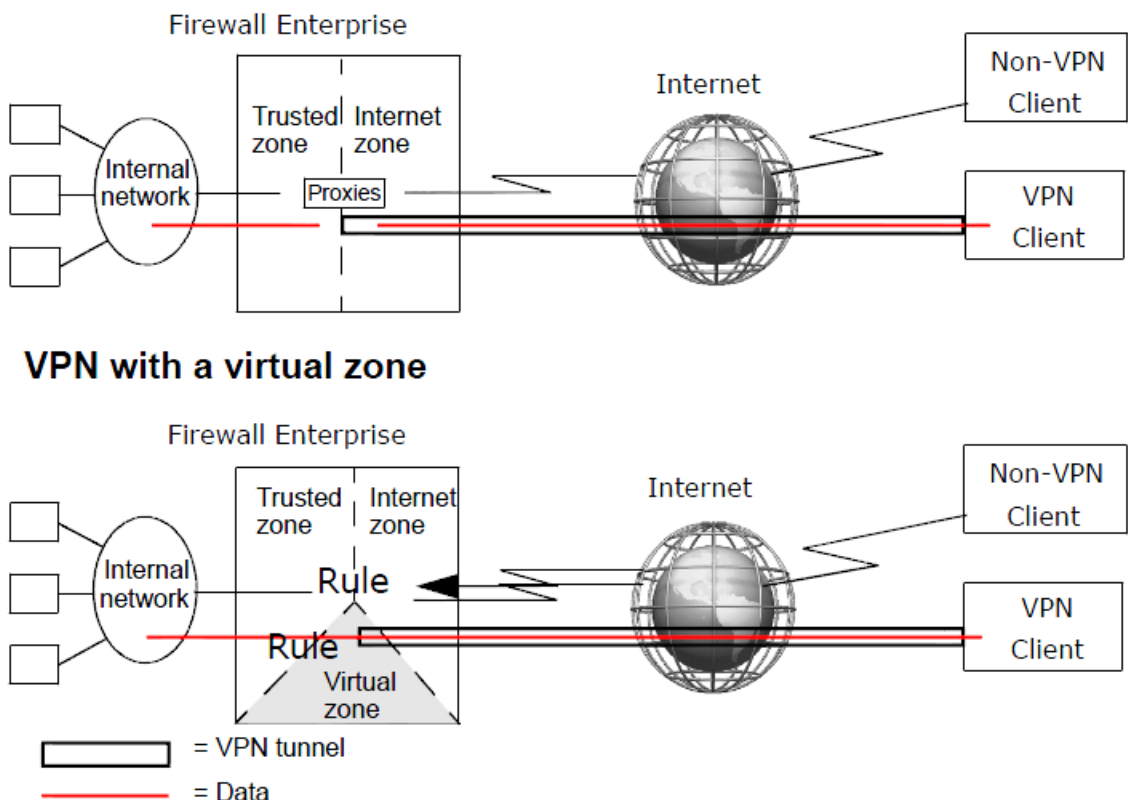 Firewall Enterprise
Internet
Non-VPN
Client
Trusted
zone
Internet
zone
Internal
network
Proxies
VPN
Client
VPN with a virtual zone
Firewall Enterprise
Internet
Non-VPN
Client
Trusted
zone
Internet
zone
Internal
network
Rule
Rule
Virtual
zone
VPN
Client
= VPN tunnel
= Data